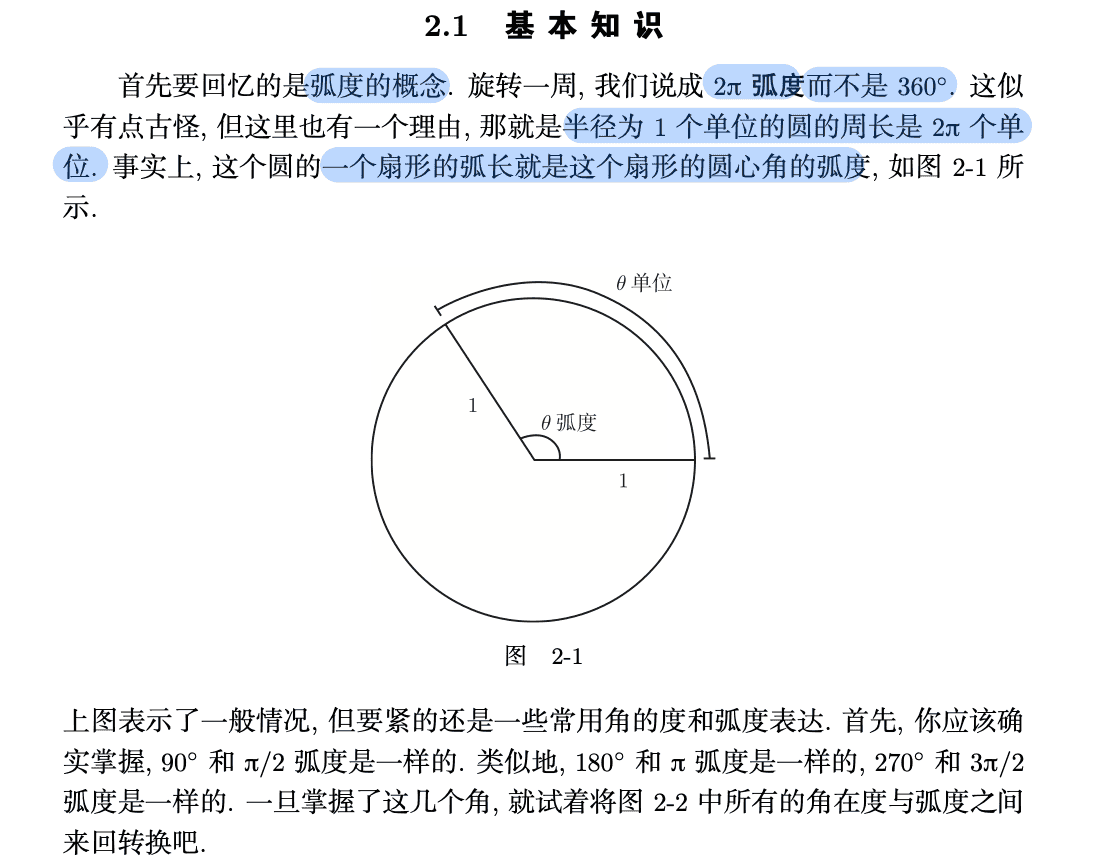 2.1 基本知识
首先要回忆的是弧度的概念. 旋转一周, 我们说成 2π 弧度而不是 360°. 这似
乎有点古怪, 但这里也有一个理由, 那就是半径为 1 个单位的圆的周长是 2π 个单
位. 事实上, 这个圆的一个扇形的弧长就是这个扇形的圆心角的弧度, 如图 2-1 所
示.
θ 单位
1
θ 弧度
1
图 2-1
上图表示了一般情况, 但要紧的还是一些常用角的度和弧度表达. 首先, 你应该确
实掌握, 90° 和 π/2 弧度是一样的. 类似地, 180° 和 π 弧度是一样的, 270° 和 3π/2
弧度是一样的. 一旦掌握了这几个角, 就试着将图 2-2 中所有的角在度与弧度之间
来回转换吧.